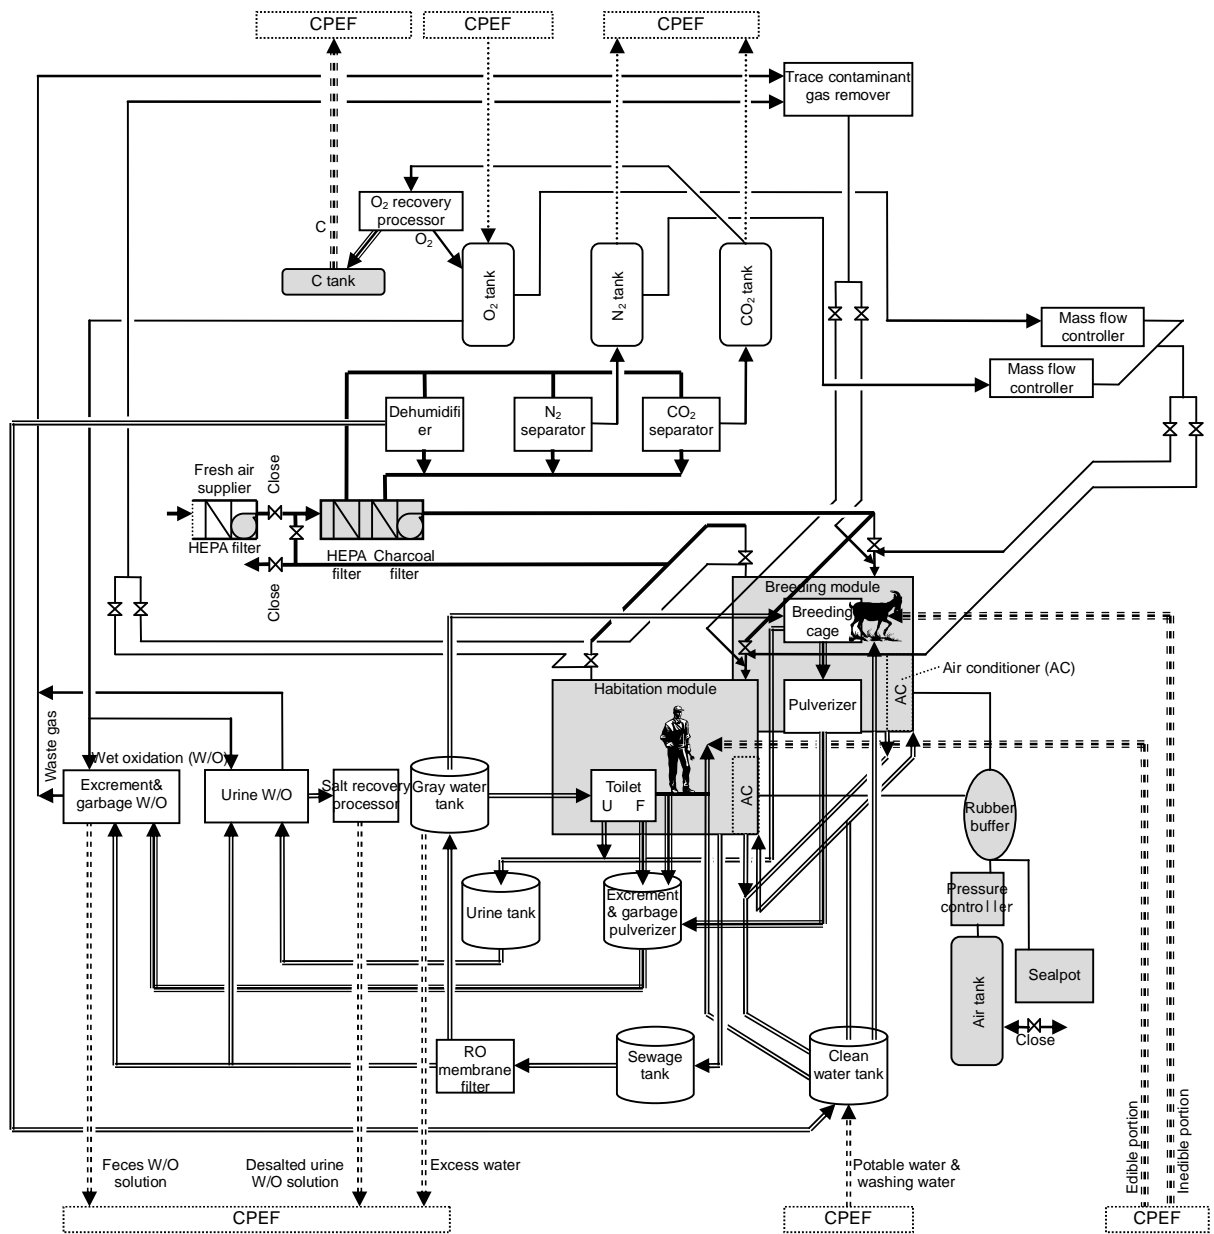 CPEF
CPEF
CPEF
Trace contaminant
gas remover
O2 recovery
processor
C
O2
C tank
O2 tank
N2 tank
CO2 tank
Mass flow
controller
Mass flow
controller
Dehumidifi
er
N2
separator
CO2
separator
Fresh air
supplier
Close
HEPA filter
HEPA
filter
Charcoal
filter
Close
Breeding module
Breeding
cage
Air conditioner (AC)
AC
Habitation module
Pulverizer
Waste gas
Wet oxidation (W/O)
Excrement&
garbage W/O
Urine W/O
Salt recovery
processor
Gray water
tank
Toilet
U F
AC
Rubber
buffer
Pressure
controller
Urine tank
Excrement
& garbage
pulverizer
Air tank
Sealpot
Close
RO
membrane
filter
Sewage
tank
Clean
water tank
Feces W/O
solution
Desalted urine
W/O solution
Excess water
Potable water &
washing water
Edible portion
Inedible portion
CPEF
CPEF
CPEF